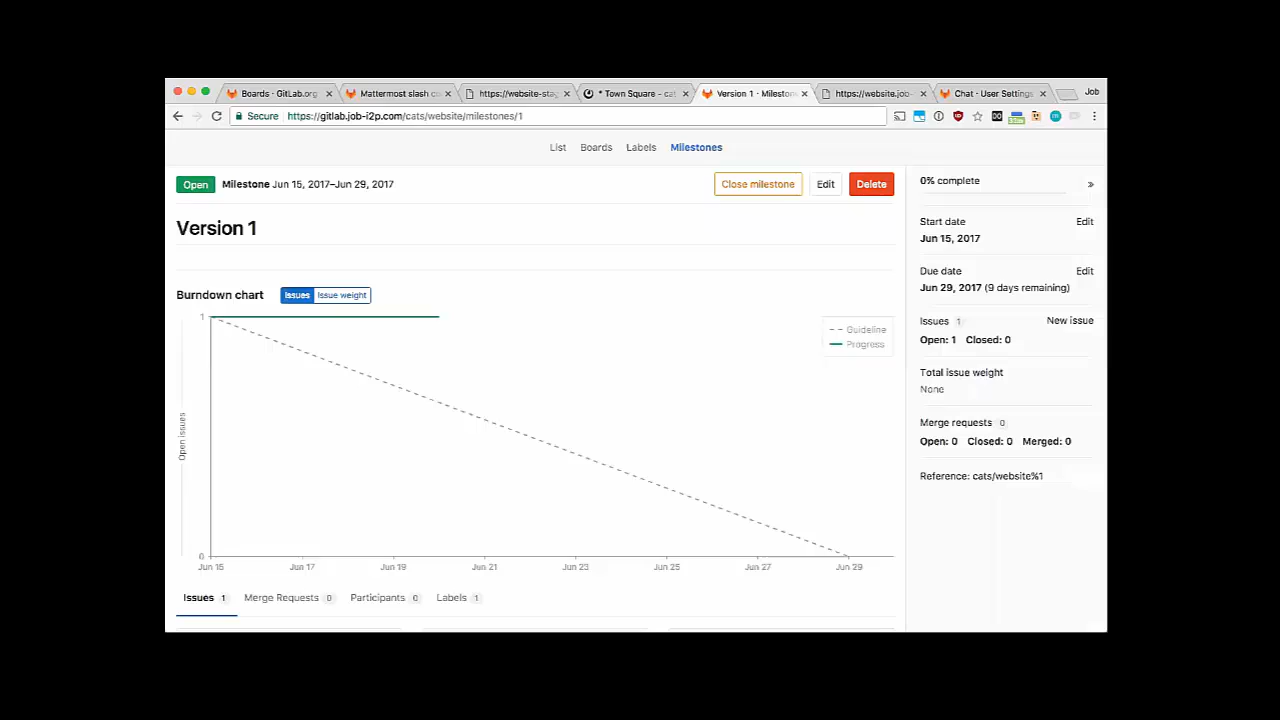 Boards · GitLab.org
Mattermost slash co
https://website-sta
* Town Square - cat
Version 1 · Mileston
https://website.job-
Chat · User Settings
Job
Secure https://gitlab.job-i2p.com/cats/website/milestones/1
List Boards Labels Milestones
Open Milestone Jun 15, 2017–Jun 29, 2017 Close milestone Edit Delete
Version 1
Burndown chart Issues Issue weight
1
Guideline
Progress
Open issues
0
Jun 15 Jun 17 Jun 19 Jun 21 Jun 23 Jun 25 Jun 27 Jun 29
Issues 1 Merge Requests 0 Participants 0 Labels 1
0% complete »
Start date Edit
Jun 15, 2017
Due date Edit
Jun 29, 2017 (9 days remaining)
Issues 1 New issue
Open: 1 Closed: 0
Total issue weight
None
Merge requests 0
Open: 0 Closed: 0 Merged: 0
Reference: cats/website%1